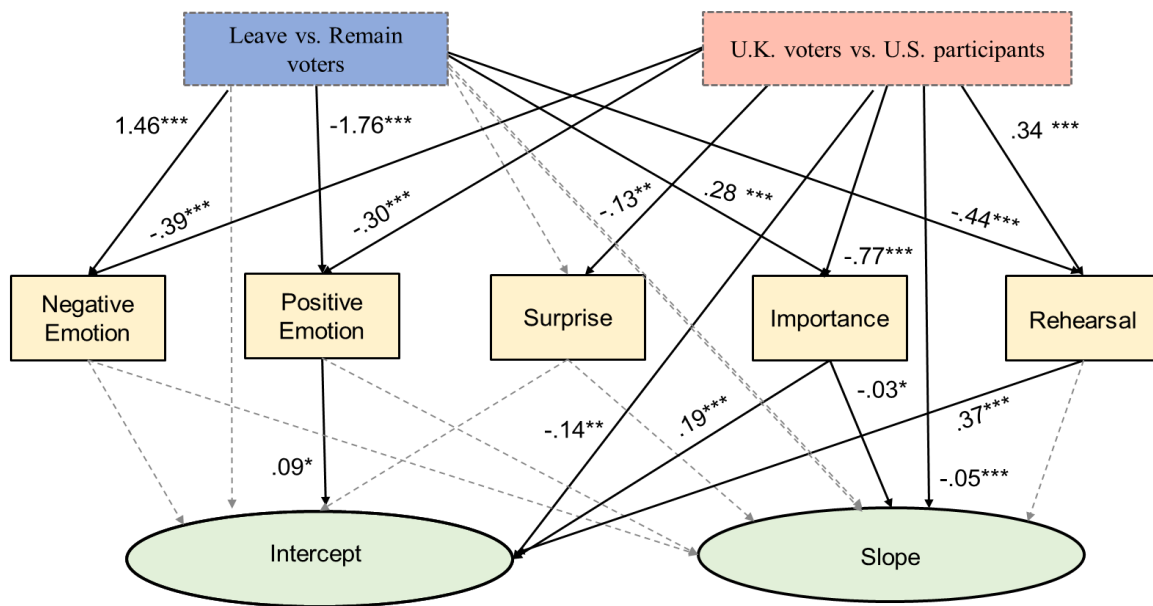 Leave vs. Remain
voters
U.K. voters vs. U.S. participants
1.46***
-1.76***
.34 ***
-.39***
-.30***
-.13**
.28 ***
-.44***
-.77***
Negative
Emotion
Positive
Emotion
Surprise
Importance
Rehearsal
-.03*
.19***
.37***
-.14**
.09*
-.05***
Intercept
Slope